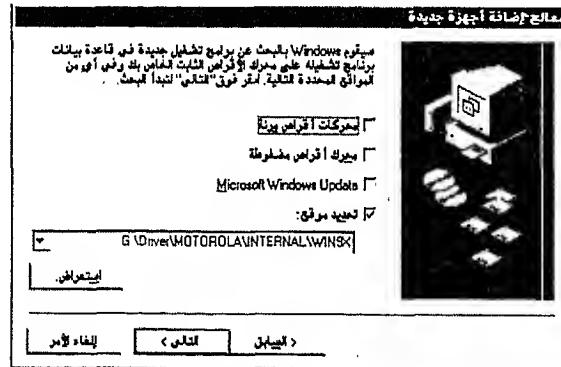 معالج إضافة أجهزة جديدة
سيقوم Windows بالبحث عن برامج تشغيل جديدة في قاعدة بيانات
برنامج تشغيله على محرك الأقراص الثابت الخاص بك وفي أي من
المواقع المحددة التالية. انقر فوق "التالي" لتبدأ البحث.
محركات أقراص مرنة
محرك أقراص مضغوطة
Microsoft Windows Update
تحديد موقع:
G:\Driver\MOTOROLA\INTERNAL\WIN9X
استعراض.
< السابق
التالي >
إلغاء الأمر